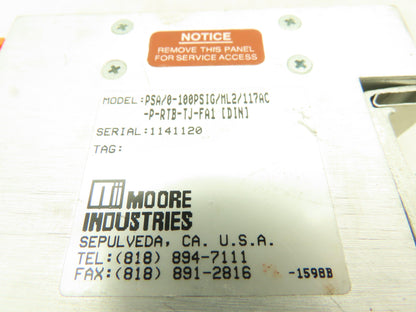 NOTICE
REMOVE THIS PANEL
FOR SERVICE ACCESS
MODEL:PSA/0-100PSIG/ML2/117AC
-P-RTB-TJ-FA1 [DIN]
SERIAL:1141120
TAG:
MOORE
INDUSTRIES
SEPULVEDA, CA. U.S.A.
TEL:(818) 894-7111
FAX:(818) 891-2816 -1598B